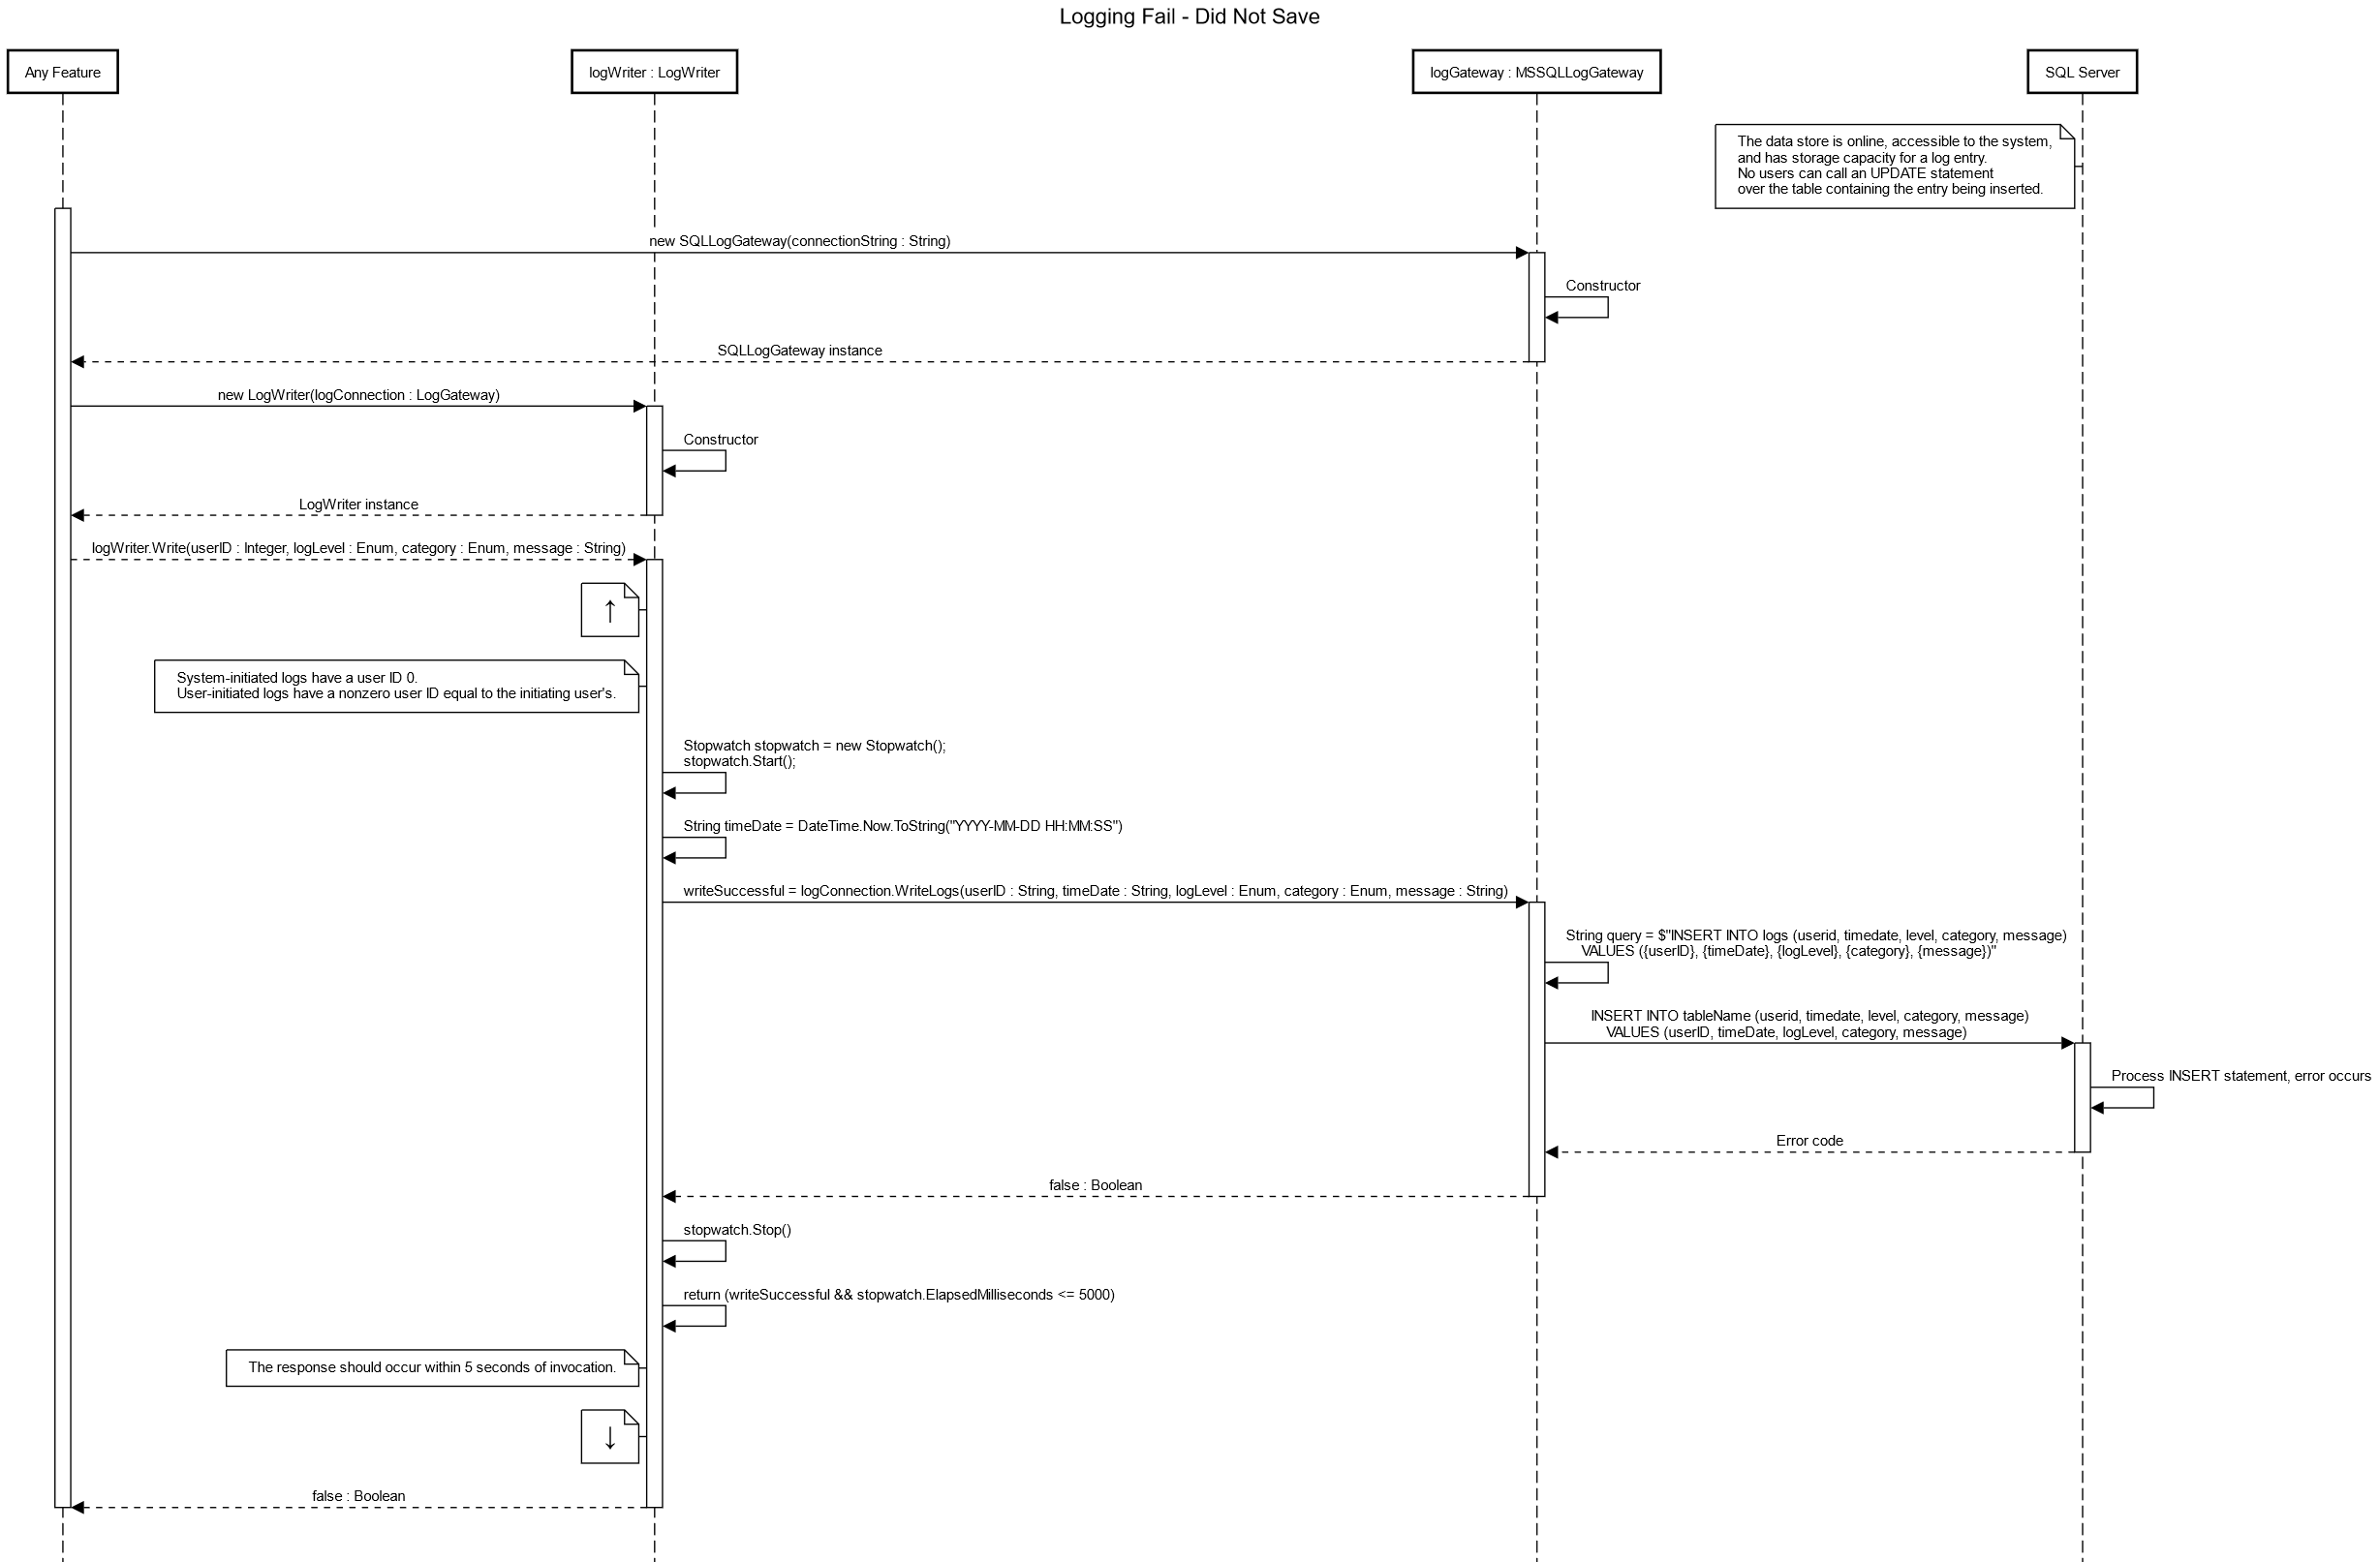 Logging Fail - Did Not Save
Any Feature
logWriter : LogWriter
logGateway : MSSQLLogGateway
SQL Server
The data store is online, accessible to the system,
and has storage capacity for a log entry.
No users can call an UPDATE statement
over the table containing the entry being inserted.
new SQLLogGateway(connectionString : String)
Constructor
SQLLogGateway instance
new LogWriter(logConnection : LogGateway)
Constructor
LogWriter instance
logWriter.Write(userID : Integer, logLevel : Enum, category : Enum, message : String)
↑
System-initiated logs have a user ID 0.
User-initiated logs have a nonzero user ID equal to the initiating user's.
Stopwatch stopwatch = new Stopwatch();
stopwatch.Start();
String timeDate = DateTime.Now.ToString("YYYY-MM-DD HH:MM:SS")
writeSuccessful = logConnection.WriteLogs(userID : String, timeDate : String, logLevel : Enum, category : Enum, message : String)
String query = $"INSERT INTO logs (userid, timedate, level, category, message)
VALUES ({userID}, {timeDate}, {logLevel}, {category}, {message})"
INSERT INTO tableName (userid, timedate, level, category, message)
VALUES (userID, timeDate, logLevel, category, message)
Process INSERT statement, error occurs
Error code
false : Boolean
stopwatch.Stop()
return (writeSuccessful && stopwatch.ElapsedMilliseconds <= 5000)
The response should occur within 5 seconds of invocation.
↓
false : Boolean